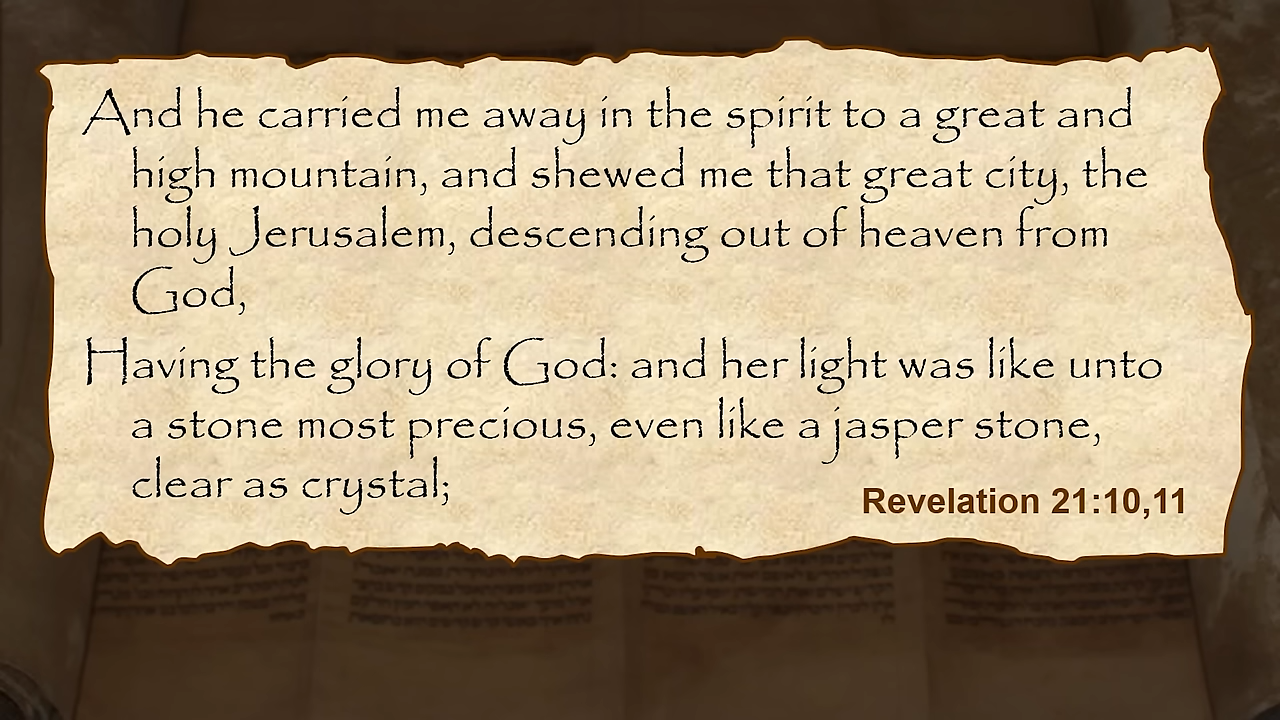 And he carried me away in the spirit to a great and
high mountain, and shewed me that great city, the
holy Jerusalem, descending out of heaven from
God,
Having the glory of God: and her light was like unto
a stone most precious, even like a jasper stone,
clear as crystal;
Revelation 21:10,11